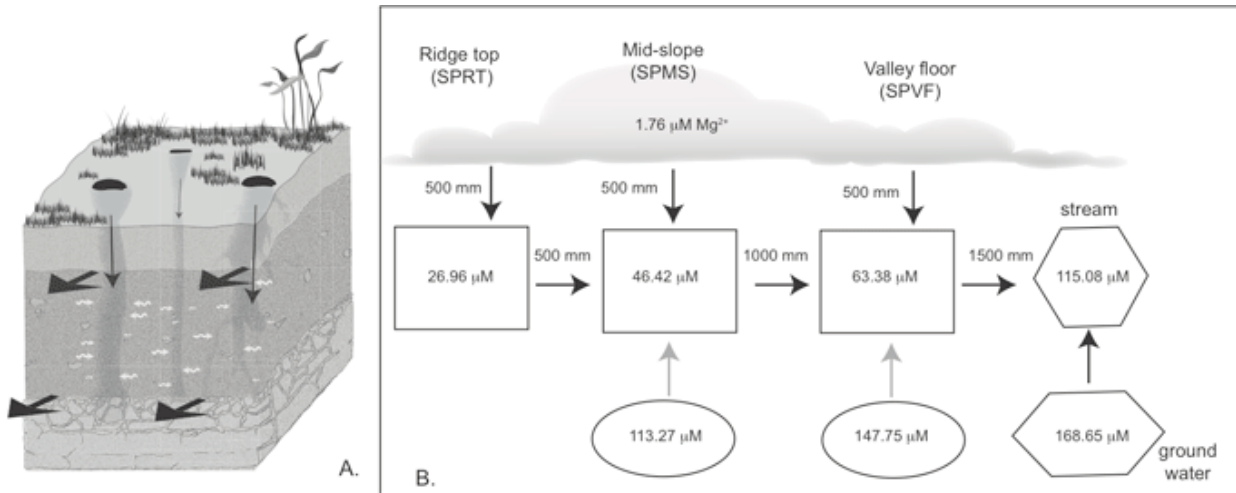 A.
Ridge top
(SPRT)
Mid-slope
(SPMS)
Valley floor
(SPVF)
1.76 μM Mg²⁺
500 mm
500 mm
500 mm
stream
26.96 μM
500 mm
46.42 μM
1000 mm
63.38 μM
1500 mm
115.08 μM
113.27 μM
147.75 μM
168.65 μM
ground
water
B.